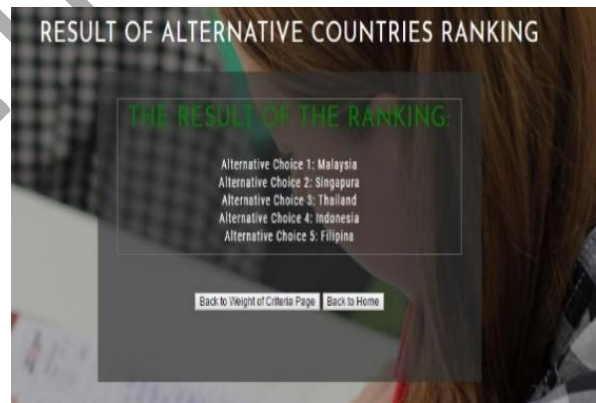 RESULT OF ALTERNATIVE COUNTRIES RANKING
THE RESULT OF THE RANKING:
Alternative Choice 1: Malaysia
Alternative Choice 2: Singapura
Alternative Choice 3: Thailand
Alternative Choice 4: Indonesia
Alternative Choice 5: Filipina
Back to Weight of Criteria Page Back to Home